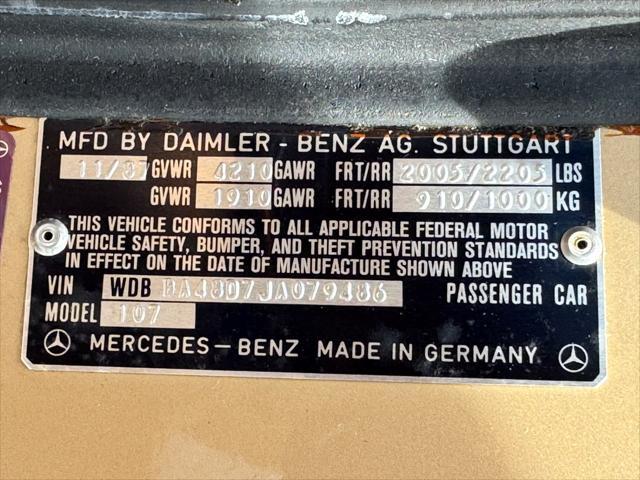 MFD BY DAIMLER - BENZ AG. STUTTGART
11/87 GVWR 4210 GAWR FRT/RR 2005/2205 LBS
GVWR 1910 GAWR FRT/RR 910/1000 KG
THIS VEHICLE CONFORMS TO ALL APPLICABLE FEDERAL MOTOR
VEHICLE SAFETY, BUMPER, AND THEFT PREVENTION STANDARDS
IN EFFECT ON THE DATE OF MANUFACTURE SHOWN ABOVE
VIN WDB BA48D7JA079486 PASSENGER CAR
MODEL 107
MERCEDES-BENZ MADE IN GERMANY